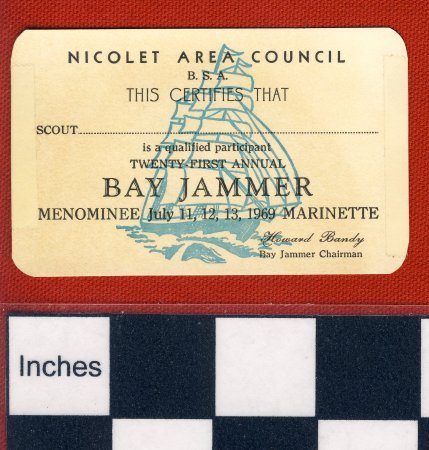 NICOLET AREA COUNCIL
B. S. A.
THIS CERTIFIES THAT
SCOUT
is a qualified participant
TWENTY-FIRST ANNUAL
BAY JAMMER
MENOMINEE July 11, 12, 13, 1969 MARINETTE
Howard Bandy
Bay Jammer Chairman
Inches